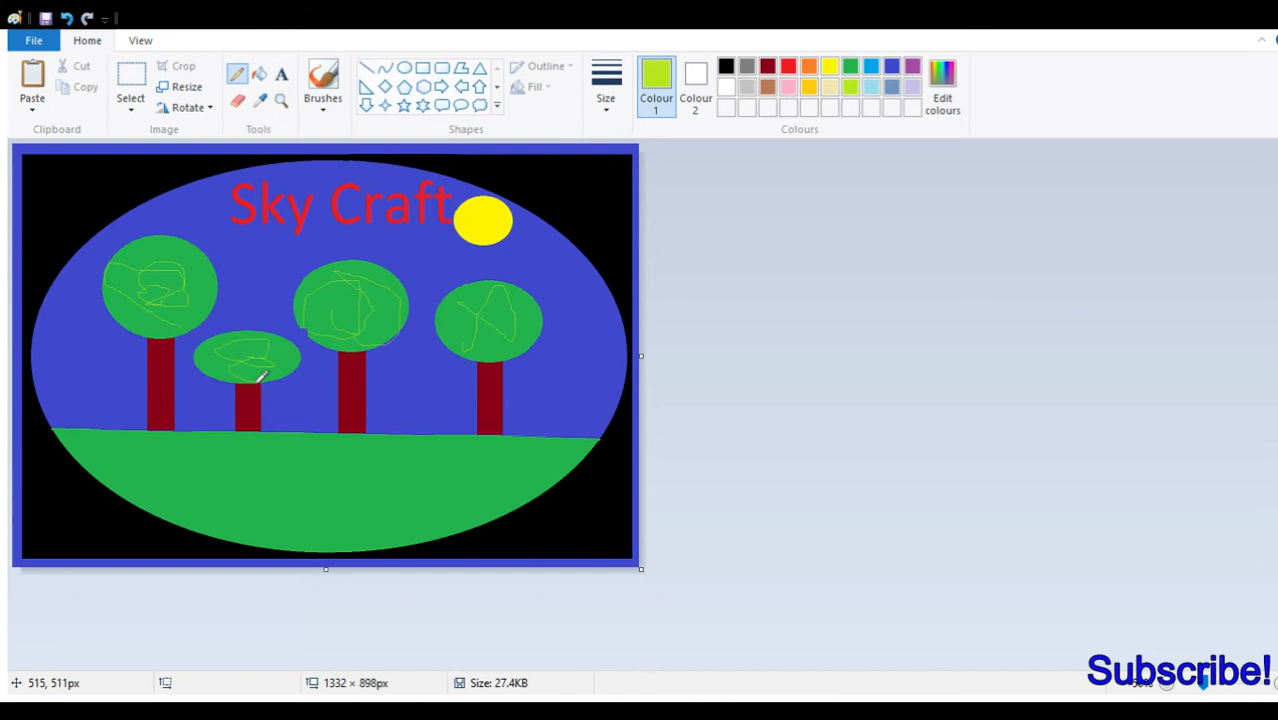 File Home View
Cut
Copy
Paste
Clipboard
Crop
Resize
Rotate
Select
Image
A
Tools
Brushes
Outline
Fill
Shapes
Size
Colour
1
Colour
2
Edit
colours
Colours
Sky Craft
515, 511px
1332 × 898px
Size: 27.4KB
Subscribe!